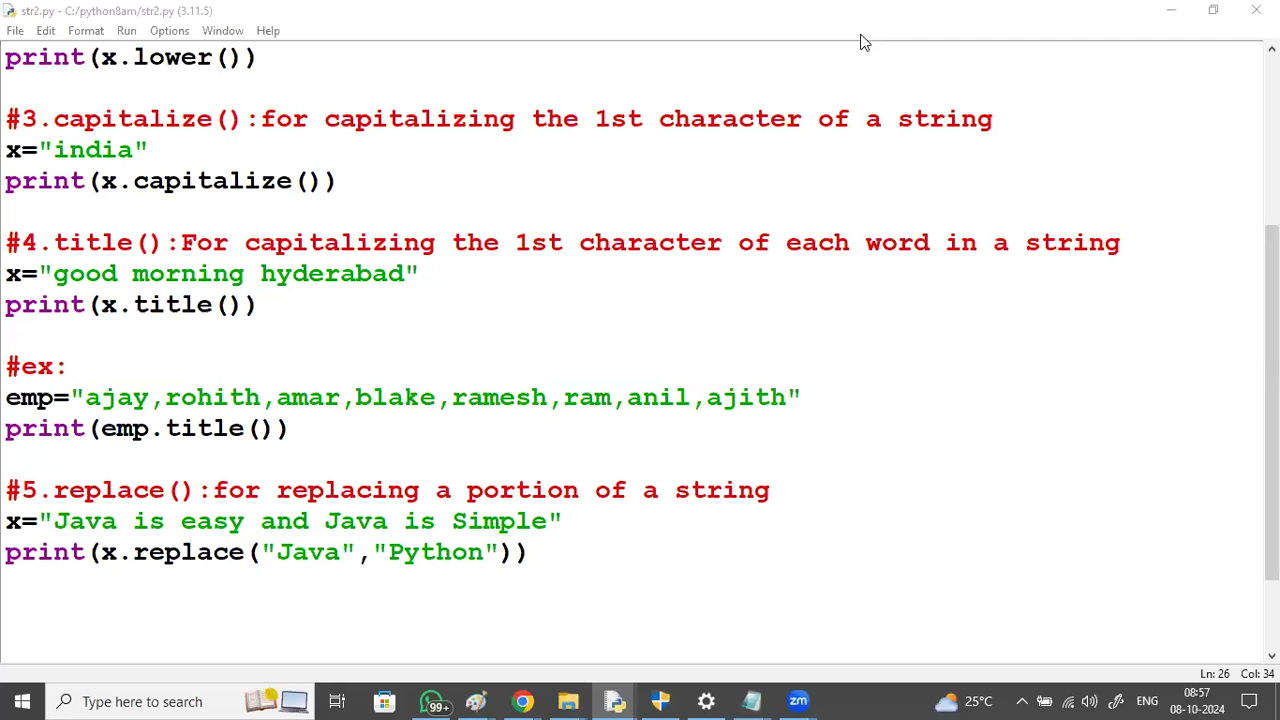 str2.py - C:/python8am/str2.py (3.11.5)
File Edit Format Run Options Window Help
print(x.lower())
#3.capitalize():for capitalizing the 1st character of a string
x="india"
print(x.capitalize())
#4.title():For capitalizing the 1st character of each word in a string
x="good morning hyderabad"
print(x.title())
#ex:
emp="ajay,rohith,amar,blake,ramesh,ram,anil,ajith"
print(emp.title())
#5.replace():for replacing a portion of a string
x="Java is easy and Java is Simple"
print(x.replace("Java","Python"))
Ln: 26 Col: 34
Type here to search
99+
zm
25°C
ENG
08:57
08-10-2024